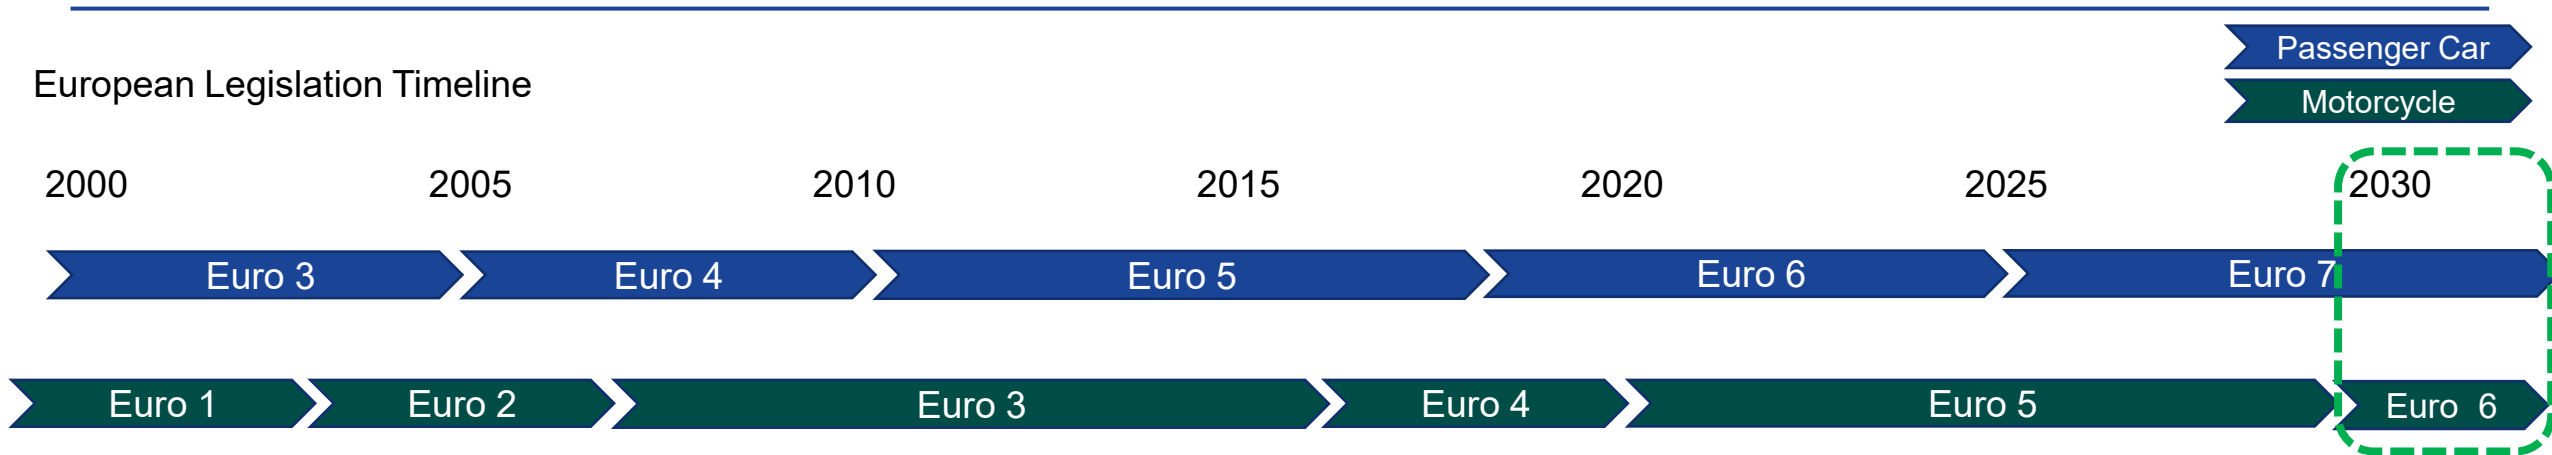 Passenger Car
European Legislation Timeline
Motorcycle
2000 2005 2010 2015 2020 2025 2030
Euro 3 Euro 4 Euro 5 Euro 6 Euro 7
Euro 1 Euro 2 Euro 3 Euro 4 Euro 5 Euro 6